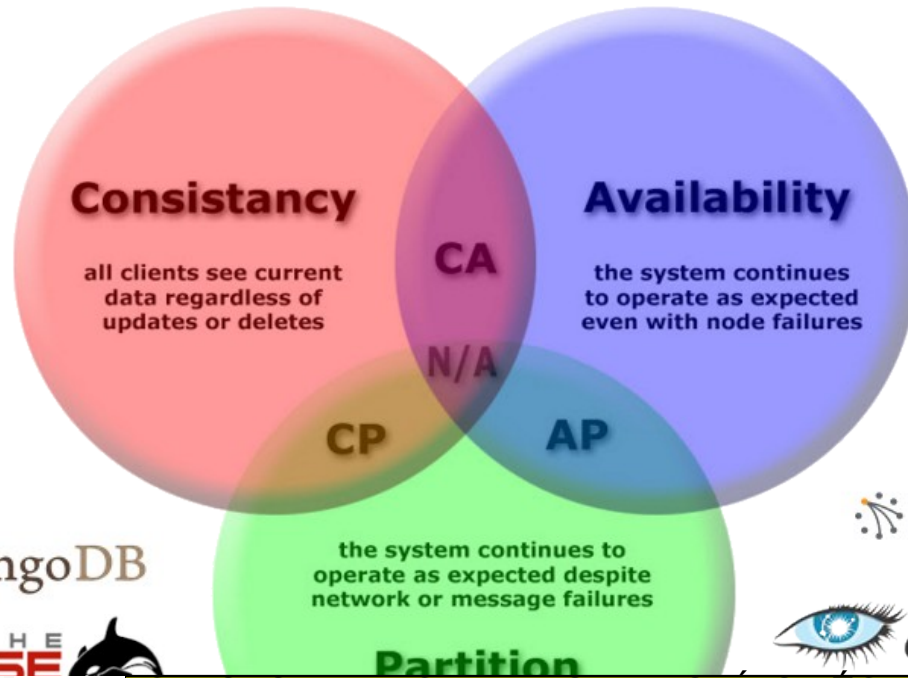 Consistancy
all clients see current
data regardless of
updates or deletes
Availability
the system continues
to operate as expected
even with node failures
CA
N/A
CP
AP
ngoDB
the system continues to
operate as expected despite
network or message failures
HE
SE
Partition